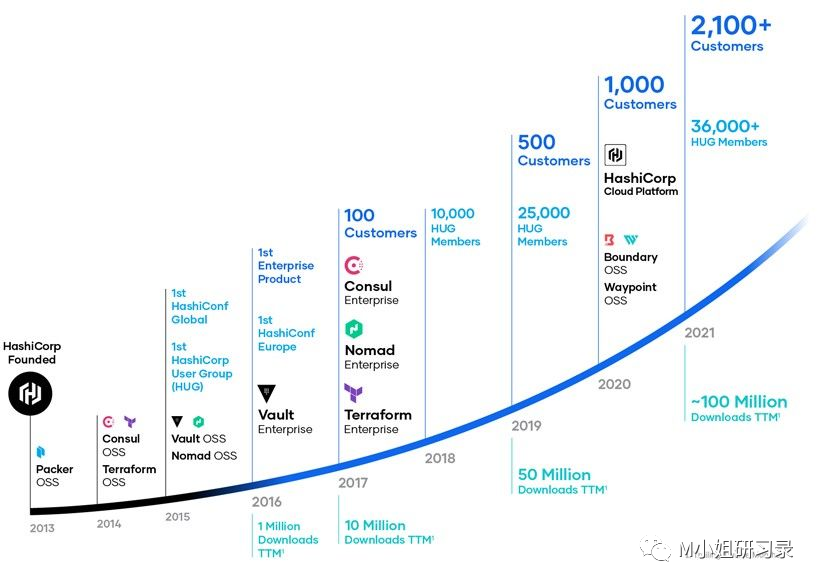 HashiCorp
Founded
Packer
OSS
2013
Consul
OSS
Terraform
OSS
2014
1st
HashiConf
Global
1st
HashiCorp
User Group
(HUG)
Vault OSS
Nomad OSS
2015
1st
Enterprise
Product
1st
HashiConf
Europe
Vault
Enterprise
2016
1 Million
Downloads
TTM¹
100
Customers
Consul
Enterprise
Nomad
Enterprise
Terraform
Enterprise
2017
10 Million
Downloads TTM¹
10,000
HUG
Members
2018
500
Customers
25,000
HUG
Members
2019
50 Million
Downloads TTM¹
1,000
Customers
HashiCorp
Cloud Platform
Boundary
OSS
Waypoint
OSS
2020
2,100+
Customers
36,000+
HUG Members
2021
~100 Million
Downloads TTM¹
M小姐研习录